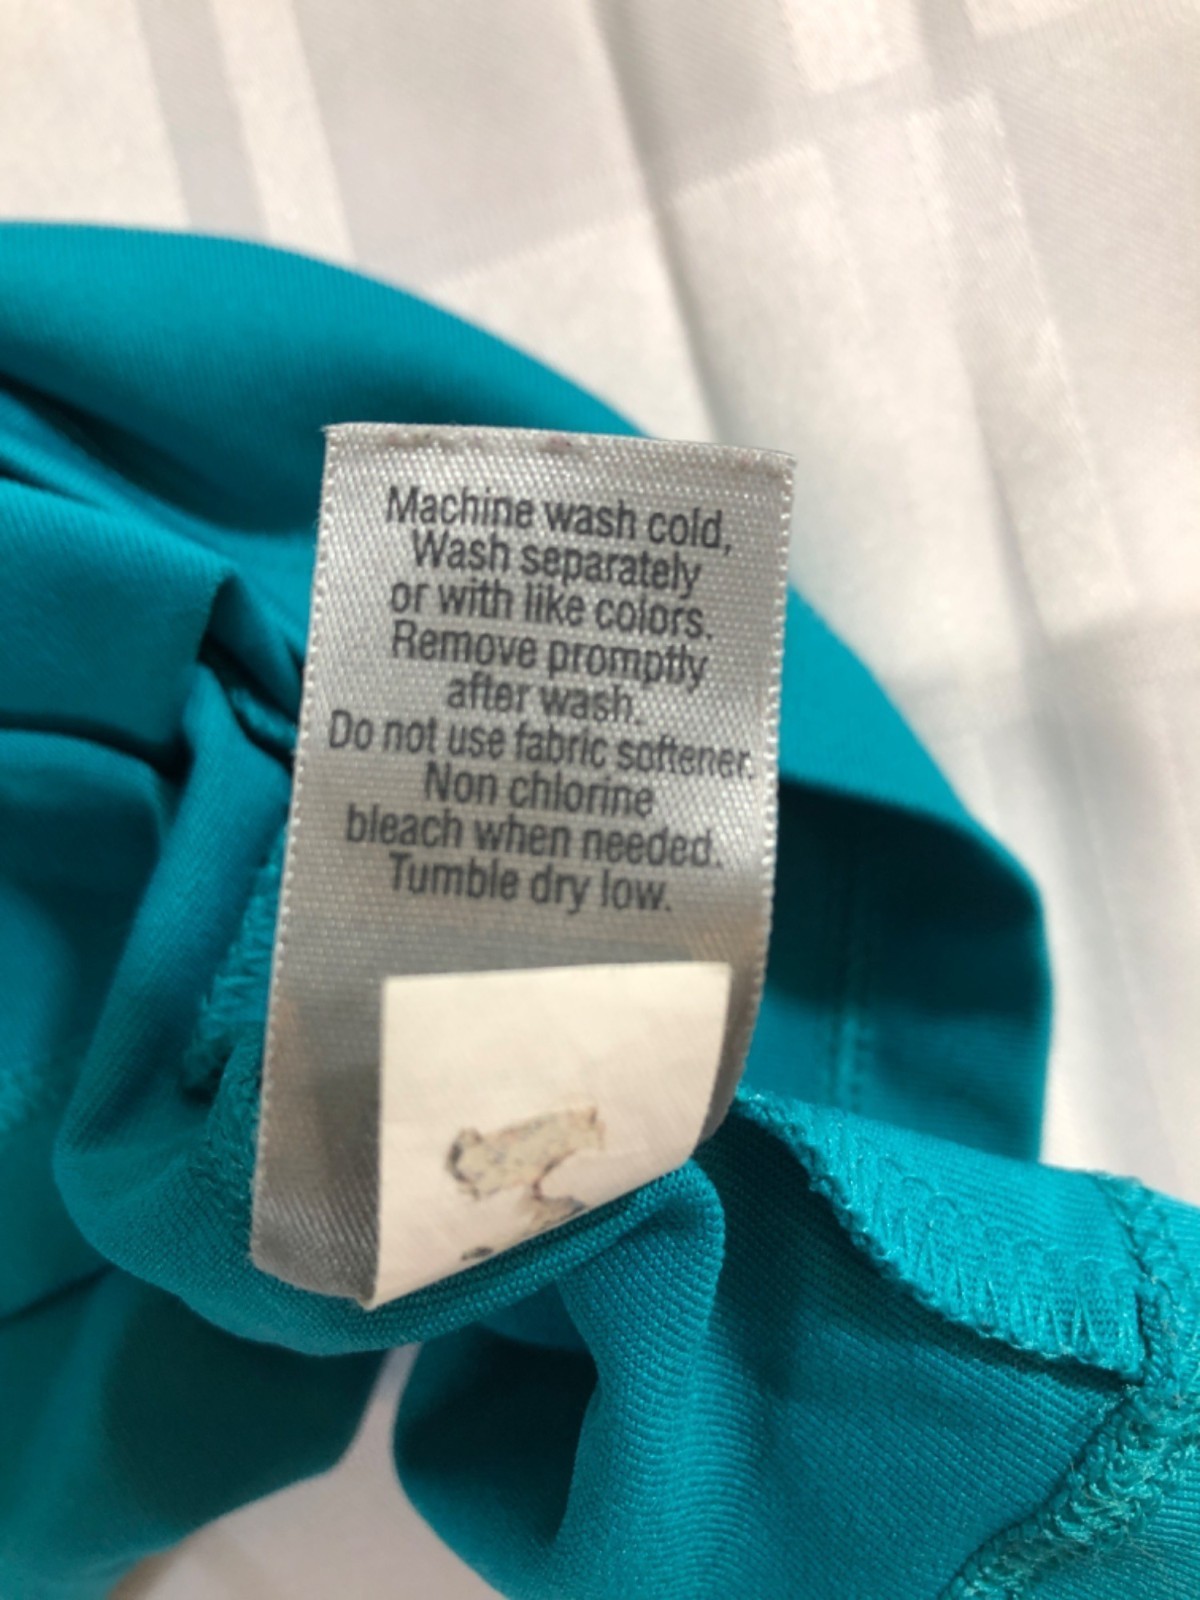 Machine wash cold,
Wash separately
or with like colors.
Remove promptly
after wash.
Do not use fabric softener.
Non chlorine
bleach when needed.
Tumble dry low.